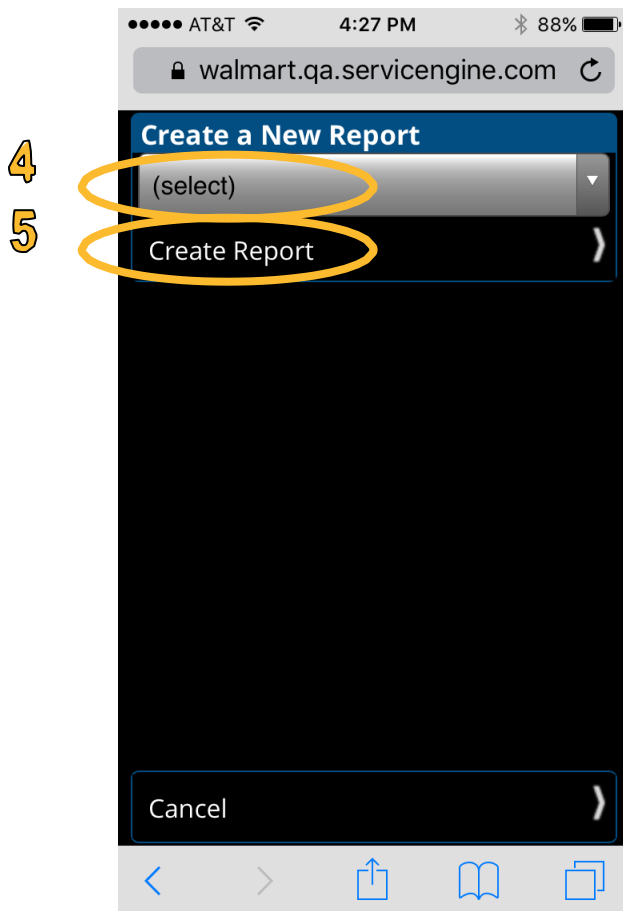 AT&T 4:27 PM 88%
walmart.qa.servicengine.com
Create a New Report
4
(select)
5
Create Report
Cancel